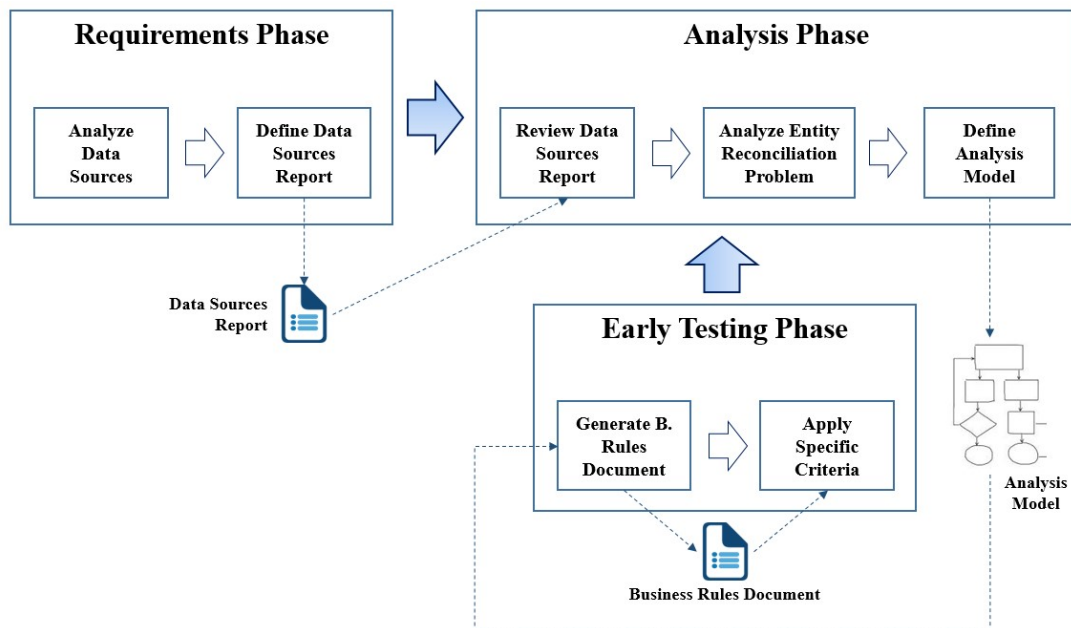 Requirements Phase
Analyze
Data
Sources
Define Data
Sources
Report
Analysis Phase
Review Data
Sources
Report
Analyze Entity
Reconciliation
Problem
Define
Analysis
Model
Data Sources
Report
Early Testing Phase
Generate B.
Rules
Document
Apply
Specific
Criteria
Business Rules Document
Analysis
Model